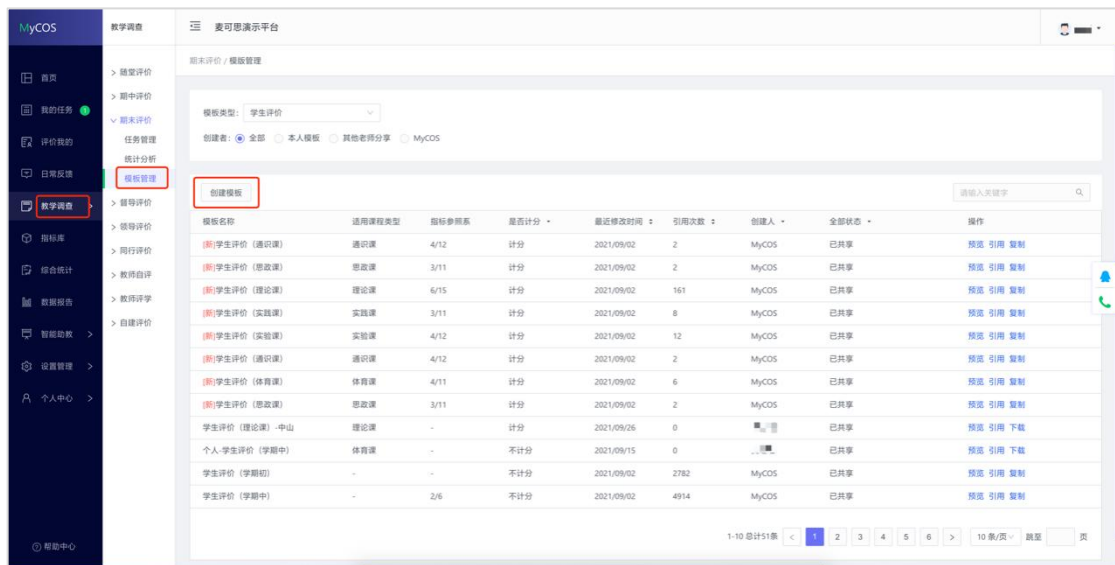 MyCOS
教学调查
麦可思演示平台
期末评价 / 模版管理
首页
我的任务 1
评价我的
日常反馈
教学调查 >
指标库
综合统计
数据报告
智能助教 >
设置管理 >
个人中心 >
帮助中心
> 随堂评价
> 期中评价
期末评价
任务管理
统计分析
模板管理
> 督导评价
> 领导评价
> 同行评价
> 教师自评
> 教师评学
> 自建评价
模板类型： 学生评价
创建者： 全部 本人模板 其他老师分享 MyCOS
创建模板 请输入关键字
模板名称 适用课程类型 指标参照系 是否计分 最近修改时间 引用次数 创建人 全部状态 操作
[新]学生评价（通识课） 通识课 4/12 计分 2021/09/02 2 MyCOS 已共享 预览 引用 复制
[新]学生评价（思政课） 思政课 3/11 计分 2021/09/02 2 MyCOS 已共享 预览 引用 复制
[新]学生评价（理论课） 理论课 6/15 计分 2021/09/02 161 MyCOS 已共享 预览 引用 复制
[新]学生评价（实践课） 实践课 3/11 计分 2021/09/02 8 MyCOS 已共享 预览 引用 复制
[新]学生评价（实验课） 实验课 4/12 计分 2021/09/02 12 MyCOS 已共享 预览 引用 复制
[新]学生评价（通识课） 通识课 4/12 计分 2021/09/02 2 MyCOS 已共享 预览 引用 复制
[新]学生评价（体育课） 体育课 4/11 计分 2021/09/02 6 MyCOS 已共享 预览 引用 复制
[新]学生评价（思政课） 思政课 3/11 计分 2021/09/02 2 MyCOS 已共享 预览 引用 复制
学生评价（理论课）-中山 理论课 - 计分 2021/09/26 0 已共享 预览 引用 下载
个人-学生评价（学期中） 体育课 - 不计分 2021/09/15 0 已共享 预览 引用 下载
学生评价（学期初） - - 不计分 2021/09/02 2782 MyCOS 已共享 预览 引用 复制
学生评价（学期中） - 2/6 不计分 2021/09/02 4914 MyCOS 已共享 预览 引用 复制
1-10 总计51条 < 1 2 3 4 5 6 > 10 条/页 跳至 页